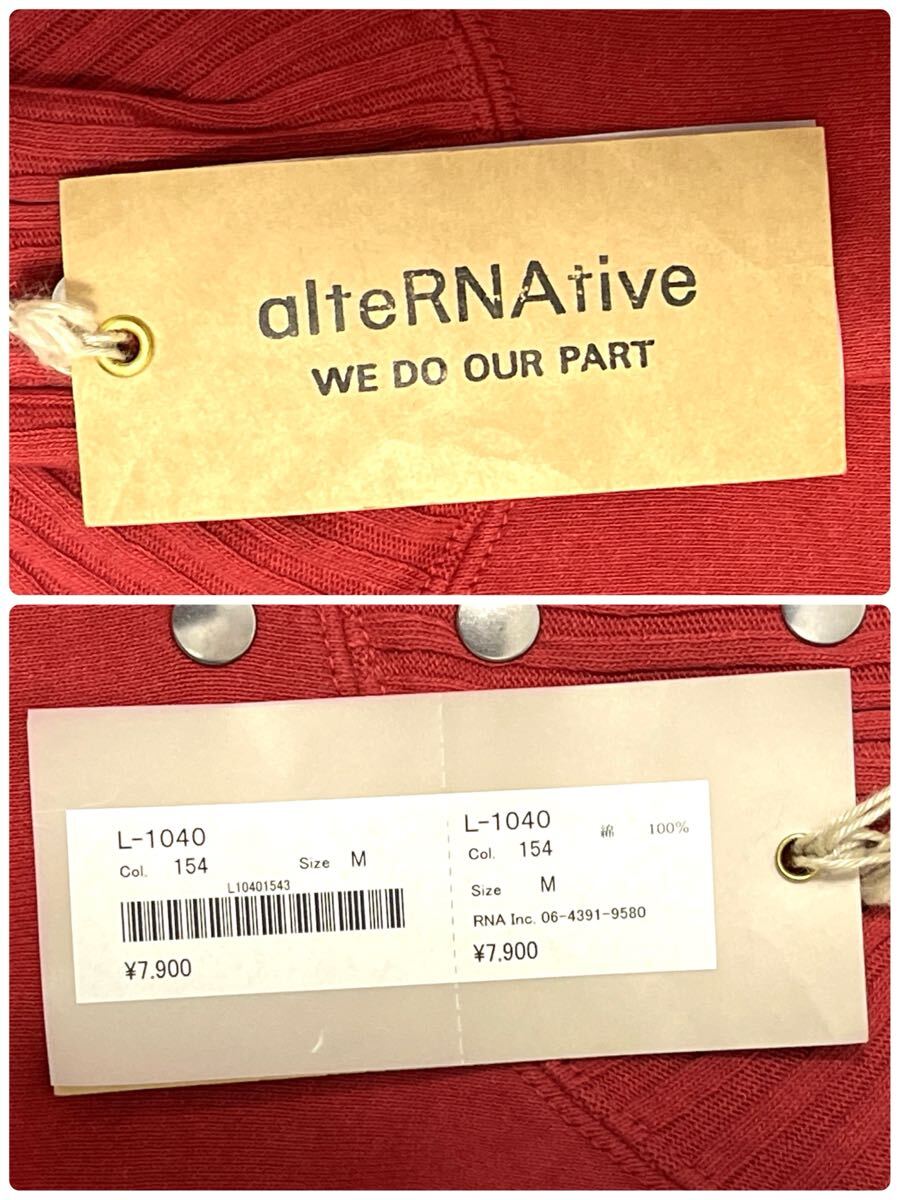 alteRNAtive
WE DO OUR PART
L-1040
Col. 154 Size M
L10401543
¥7.900
L-1040 綿 100%
Col. 154
Size M
RNA Inc. 06-4391-9580
¥7.900